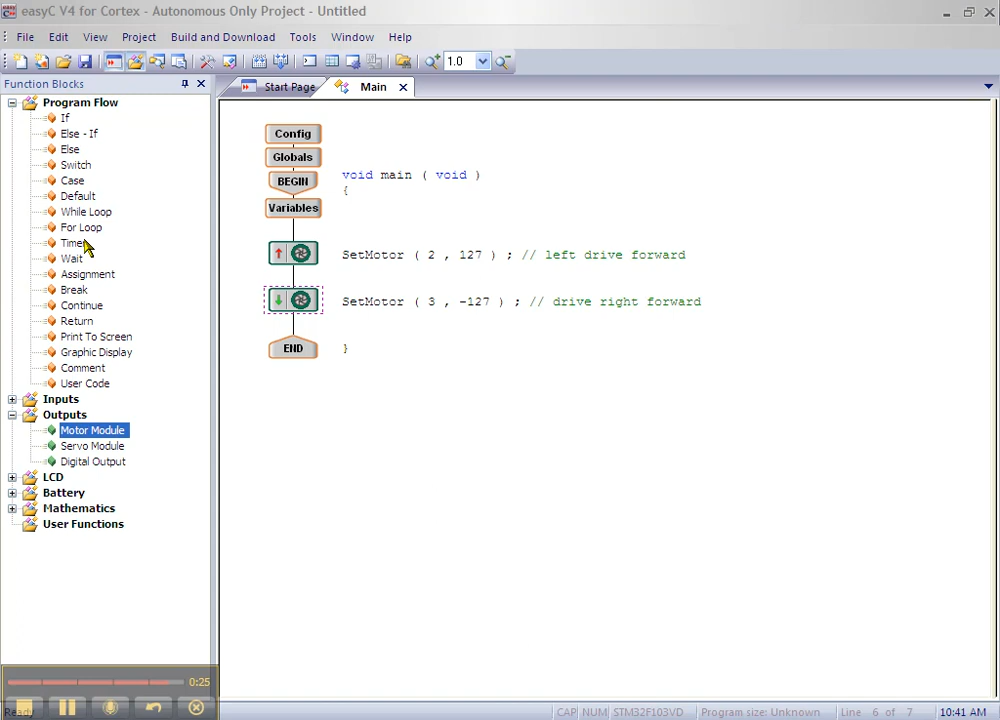 easyC V4 for Cortex - Autonomous Only Project - Untitled
File Edit View Project Build and Download Tools Window Help
1.0
Function Blocks
Start Page
Main
Program Flow
If
Else - If
Else
Switch
Case
Default
While Loop
For Loop
Timer
Wait
Assignment
Break
Continue
Return
Print To Screen
Graphic Display
Comment
User Code
Inputs
Outputs
Motor Module
Servo Module
Digital Output
LCD
Battery
Mathematics
User Functions
Config
Globals
BEGIN
void main ( void )
{
Variables
SetMotor ( 2 , 127 ) ; // left drive forward
SetMotor ( 3 , -127 ) ; // drive right forward
END
}
0:25
Ready
CAP NUM STM32F103VD Program size: Unknown Line 6 of 7 10:41 AM